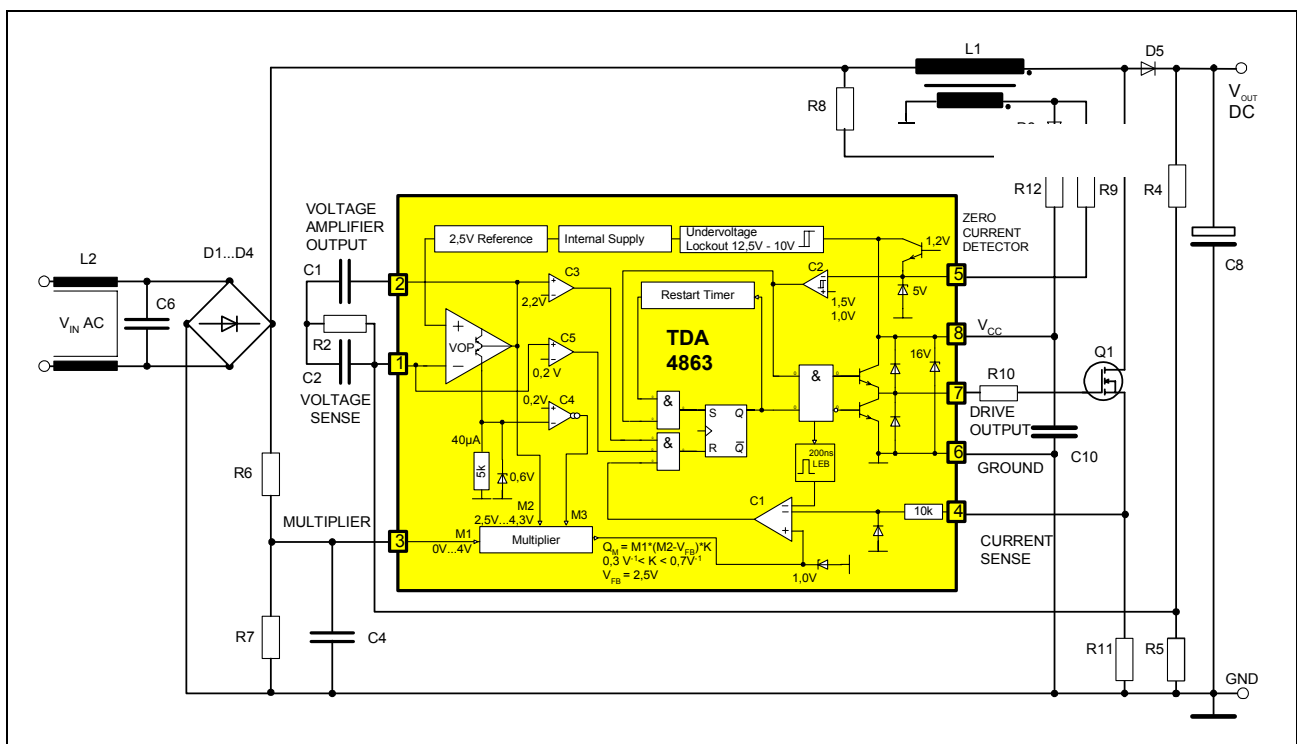 L1
D5
V OUT
DC
R8
R12
R9
R4
VOLTAGE
AMPLIFIER
OUTPUT
D1...D4
L2
C1
C6
V IN AC
R2
C2
VOLTAGE
SENSE
2
1
2,5V Reference
Internal Supply
Undervoltage
Lockout 12,5V - 10V
1,2V
ZERO
CURRENT
DETECTOR
5
C3
2,2V
C2
1,5V
1,0V
5V
Restart Timer
TDA
4863
VOP
C5
0,2 V
0,2V
C4
8
V CC
16V
Q1
R10
7
DRIVE
OUTPUT
&
&
&
S
Q
R
Q
40µA
5k
0,6V
200ns
LEB
6
GROUND
C10
C8
R6
MULTIPLIER
3
M1
0V...4V
M2
2,5V...4,3V
M3
Multiplier
C1
10k
4
CURRENT
SENSE
Q M = M1*(M2-V FB )*K
0,3 V -1 < K < 0,7V -1
V FB = 2,5V
1,0V
R7
C4
R11
R5
GND